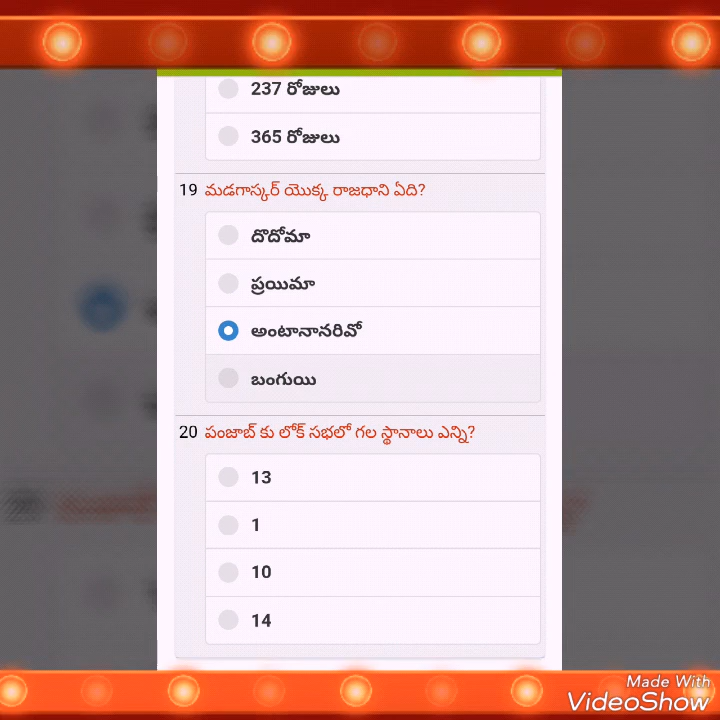 237 రోజులు
365 రోజులు
19 మడగాస్కర్ యొక్క రాజధాని ఏది?
దొదోమా
ప్రయిమా
అంటానానరివో
బంగుయి
20 పంజాబ్ కు లోక్ సభలో గల స్థానాలు ఎన్ని?
13
1
10
14
Made With
VideoShow